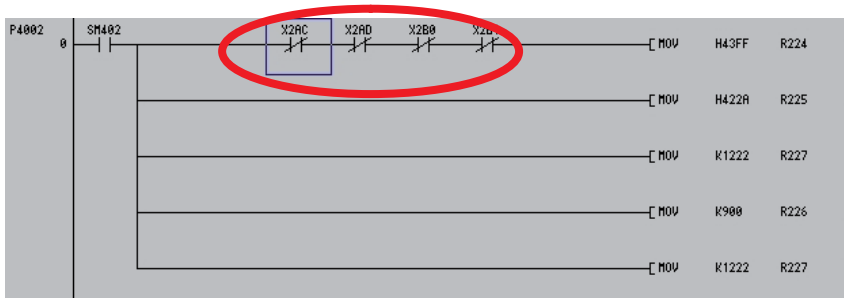 P4002 SM402 X2AC X2AD X2B0
0 MOV H43FF R224
MOV H422A R225
MOV K1222 R227
MOV K900 R226
MOV K1222 R227